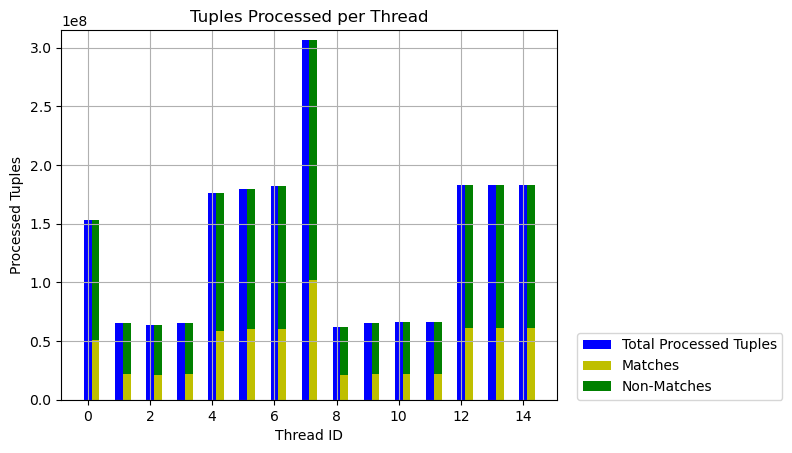 Tuples Processed per Thread
1e8
3.0
2.5
2.0
1.5
1.0
0.5
0.0
Processed Tuples
0 2 4 6 8 10 12 14
Thread ID
Total Processed Tuples
Matches
Non-Matches